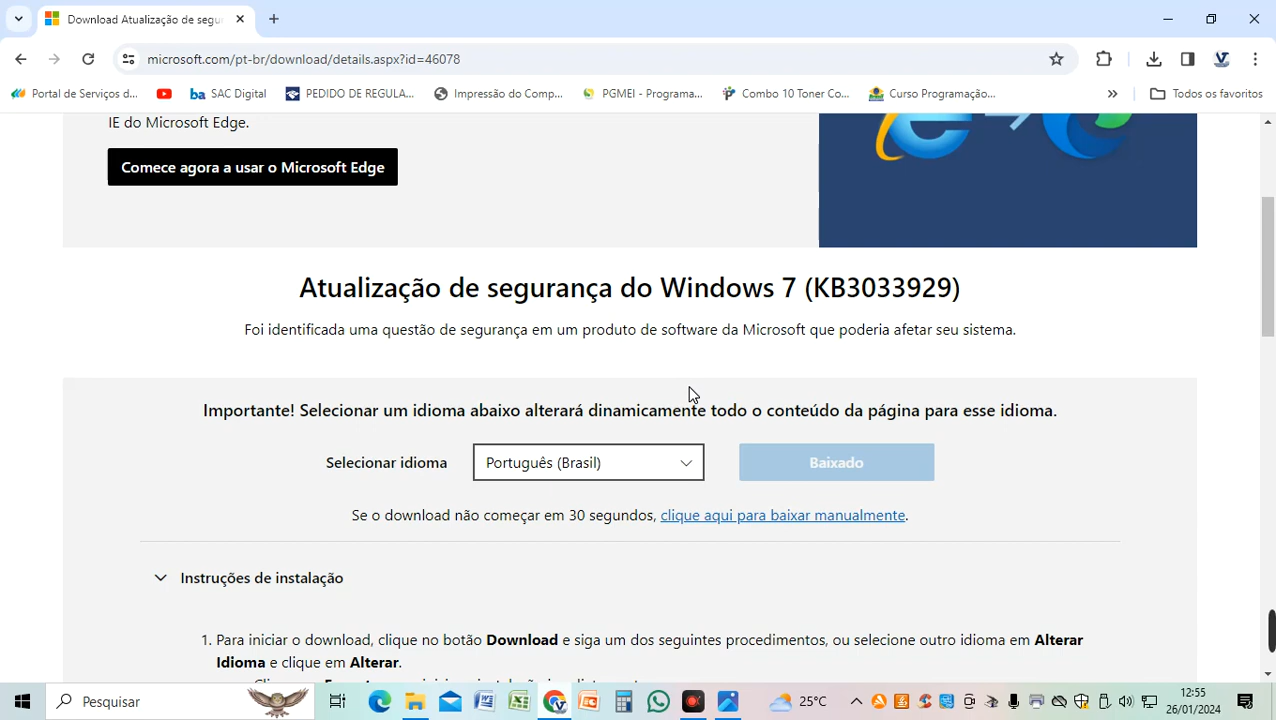 Download Atualização de segu
microsoft.com/pt-br/download/details.aspx?id=46078
Portal de Serviços d... SAC Digital PEDIDO DE REGULA... Impressão do Comp... PGMEI - Programa... Combo 10 Toner Co... Curso Programação... » Todos os favoritos
IE do Microsoft Edge.
Comece agora a usar o Microsoft Edge
Atualização de segurança do Windows 7 (KB3033929)
Foi identificada uma questão de segurança em um produto de software da Microsoft que poderia afetar seu sistema.
Importante! Selecionar um idioma abaixo alterará dinamicamente todo o conteúdo da página para esse idioma.
Selecionar idioma Português (Brasil) Baixado
Se o download não começar em 30 segundos, clique aqui para baixar manualmente.
Instruções de instalação
1. Para iniciar o download, clique no botão Download e siga um dos seguintes procedimentos, ou selecione outro idioma em Alterar
Idioma e clique em Alterar.
Pesquisar 25°C 12:55
26/01/2024